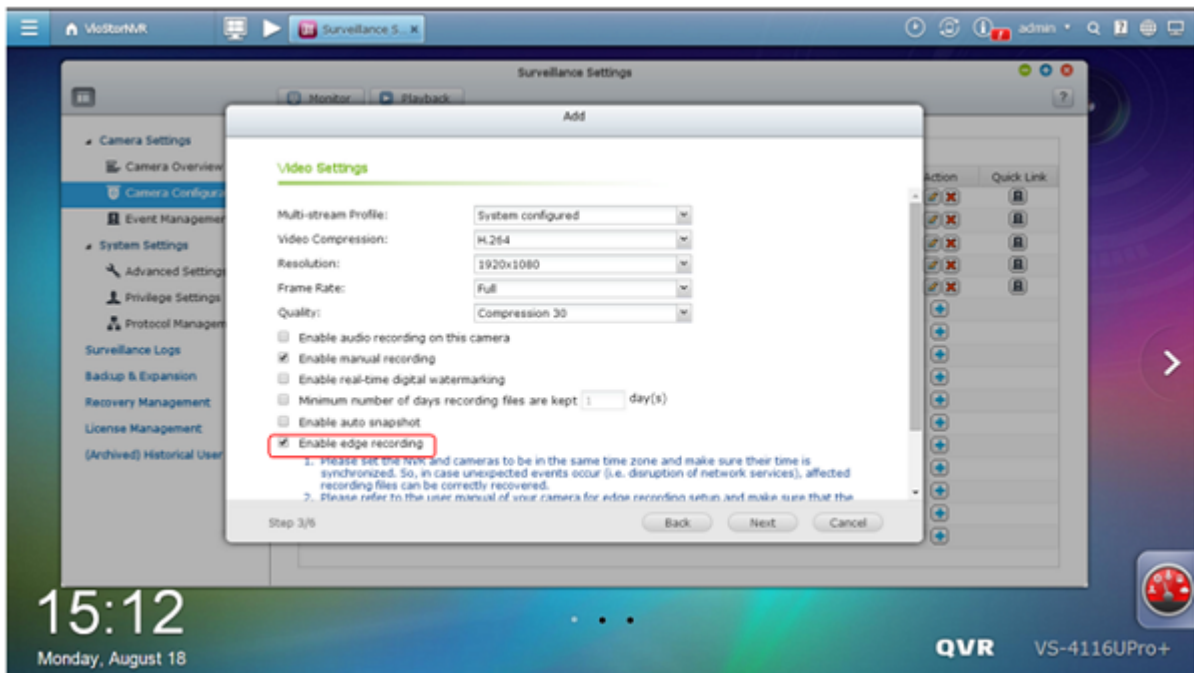 VioStorNVR
Surveillance S...
admin
Surveillance Settings
Monitor
Playback
?
Add
Camera Settings
Camera Overview
Camera Configura
Event Managemer
System Settings
Advanced Setting
Privilege Settings
Protocol Managem
Surveillance Logs
Backup & Expansion
Recovery Management
License Management
(Archived) Historical User
Action
Quick Link
Video Settings
Multi-stream Profile: System configured
Video Compression: H.264
Resolution: 1920x1080
Frame Rate: Full
Quality: Compression 30
Enable audio recording on this camera
Enable manual recording
Enable real-time digital watermarking
Minimum number of days recording files are kept 1 day(s)
Enable auto snapshot
Enable edge recording
1. Please set the NVR and cameras to be in the same time zone and make sure their time is
synchronized. So, in case unexpected events occur (i.e. disruption of network services), affected
recording files can be correctly recovered.
2. Please refer to the user manual of your camera for edge recording setup and make sure that the
Step 3/6
Back
Next
Cancel
15:12
Monday, August 18
QVR VS-4116UPro+